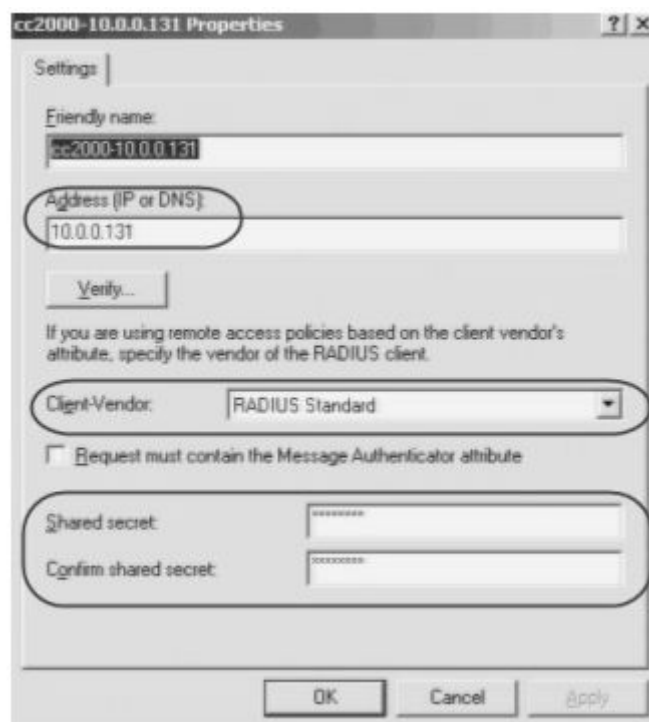 cc2000-10.0.0.131 Properties
Settings
Friendly name:
cc2000-10.0.0.131
Address (IP or DNS):
10.0.0.131
Verify...
If you are using remote access policies based on the client vendor's
attribute, specify the vendor of the RADIUS client.
Client-Vendor: RADIUS Standard
Request must contain the Message Authenticator attribute
Shared secret: ********
Confirm shared secret: ********
OK Cancel Apply